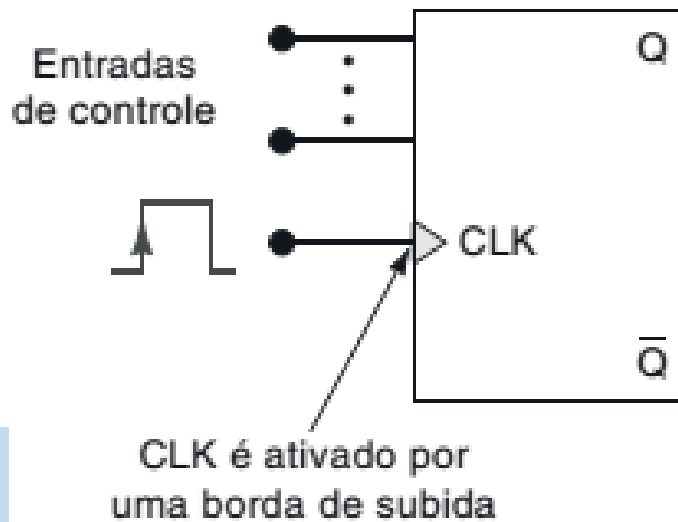 Entradas
de controle
Q
CLK
Q̅
CLK é ativado por
uma borda de subida